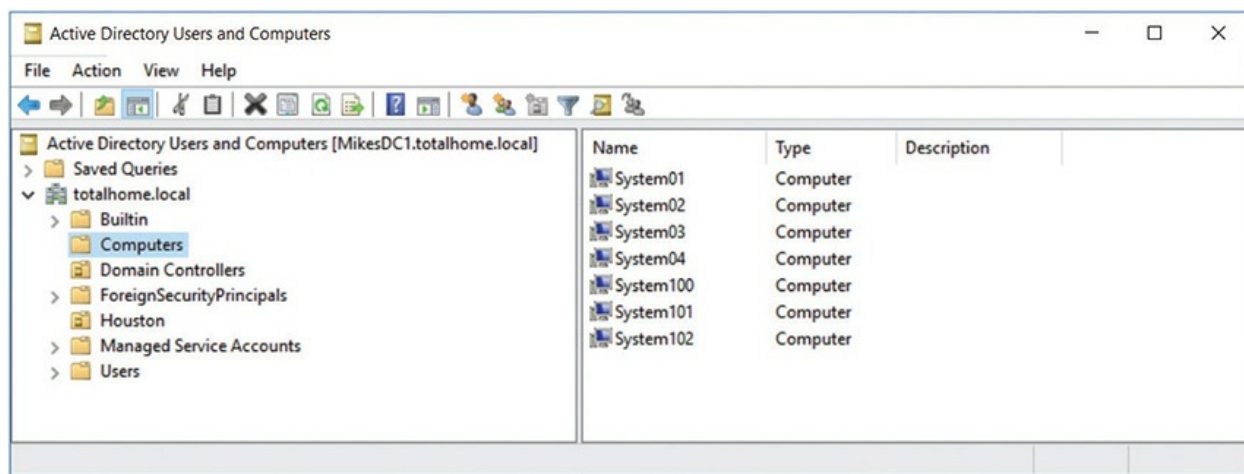 Active Directory Users and Computers
File Action View Help
Active Directory Users and Computers [MikesDC1.totalhome.local]
Saved Queries
totalhome.local
Builtin
Computers
Domain Controllers
ForeignSecurityPrincipals
Houston
Managed Service Accounts
Users
Name Type Description
System01 Computer
System02 Computer
System03 Computer
System04 Computer
System100 Computer
System101 Computer
System102 Computer